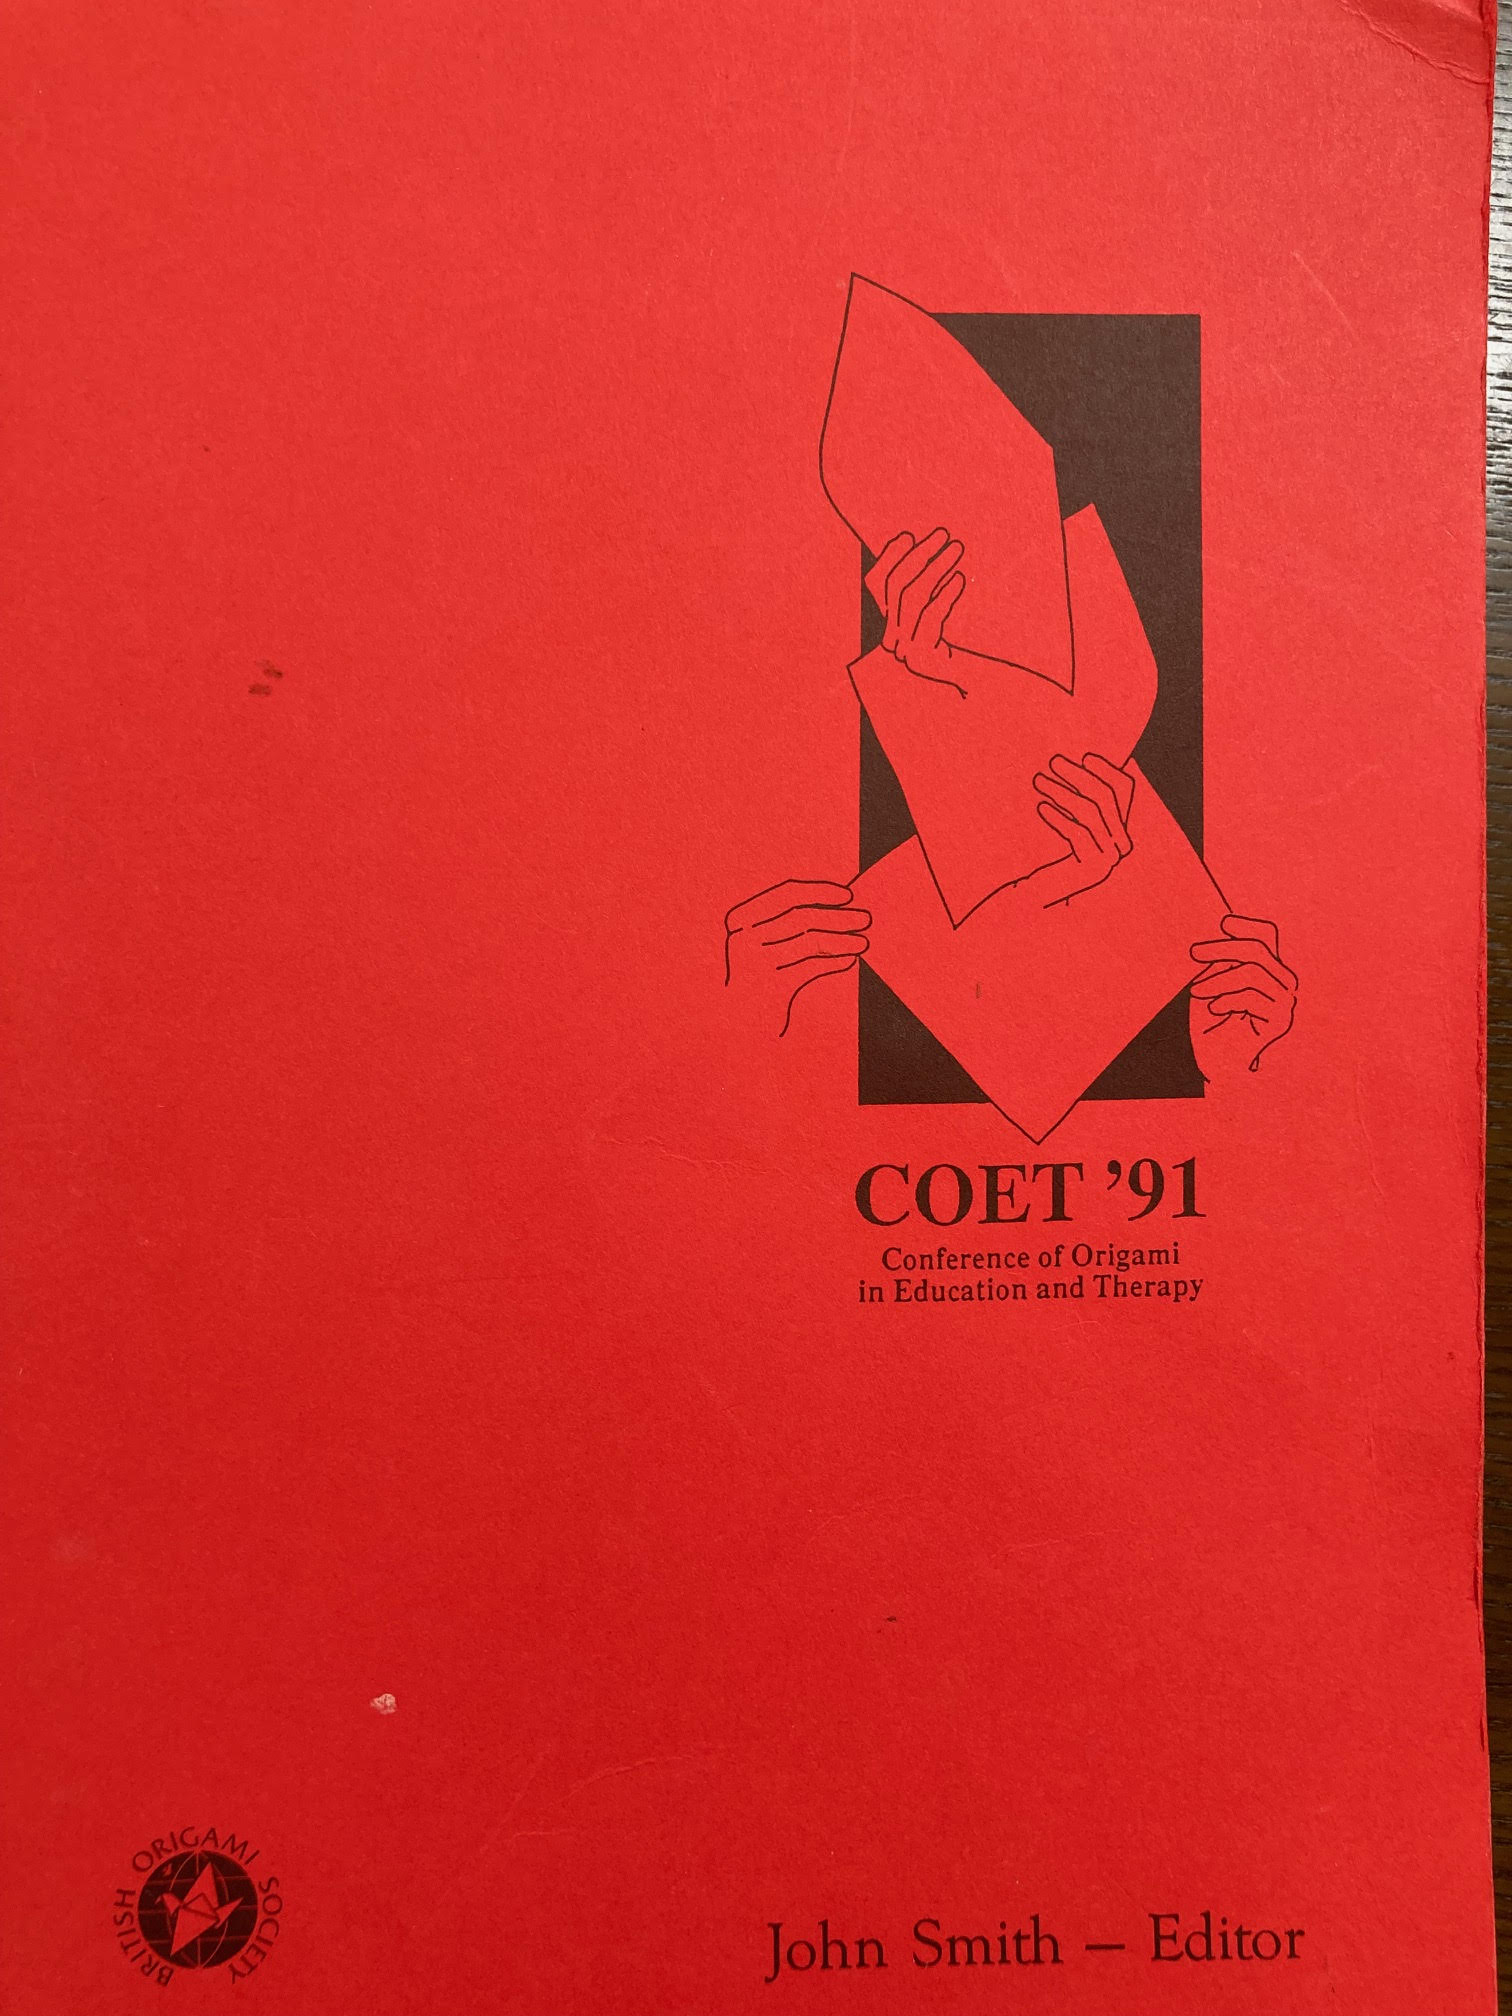 COET ’91
Conference of Origami
in Education and Therapy
BRITISH ORIGAMI SOCIETY
John Smith – Editor